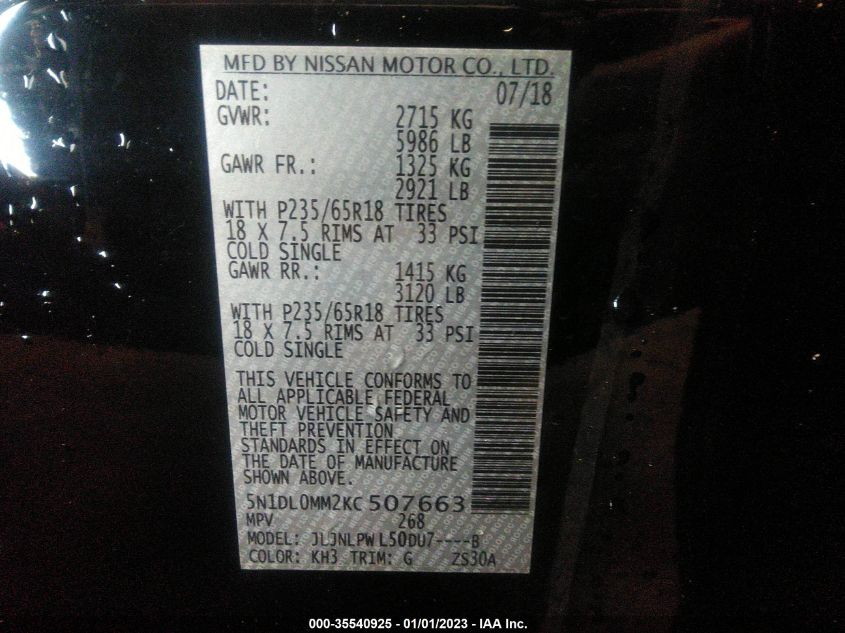 MFD BY NISSAN MOTOR CO., LTD.
DATE: 07/18
GVWR: 2715 KG
5986 LB
GAWR FR.: 1325 KG
2921 LB
WITH P235/65R18 TIRES
18 X 7.5 RIMS AT 33 PSI
COLD SINGLE
GAWR RR.: 1415 KG
3120 LB
WITH P235/65R18 TIRES
18 X 7.5 RIMS AT 33 PSI
COLD SINGLE
THIS VEHICLE CONFORMS TO
ALL APPLICABLE FEDERAL
MOTOR VEHICLE SAFETY AND
THEFT PREVENTION
STANDARDS IN EFFECT ON
THE DATE OF MANUFACTURE
SHOWN ABOVE.
5N1DL0MM2KC507663
MPV 268
MODEL: JLJNLPW L50DU7----B
COLOR: KH3 TRIM: G ZS30A
000-35540925 - 01/01/2023 - IAA Inc.